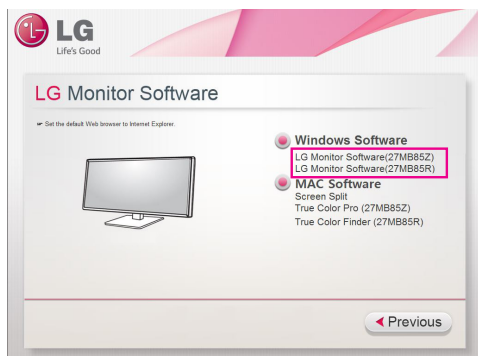 LG
Life's Good
LG Monitor Software
☞ Set the default Web browser to Internet Explorer.
Windows Software
LG Monitor Software(27MB85Z)
LG Monitor Software(27MB85R)
MAC Software
Screen Split
True Color Pro (27MB85Z)
True Color Finder (27MB85R)
Previous